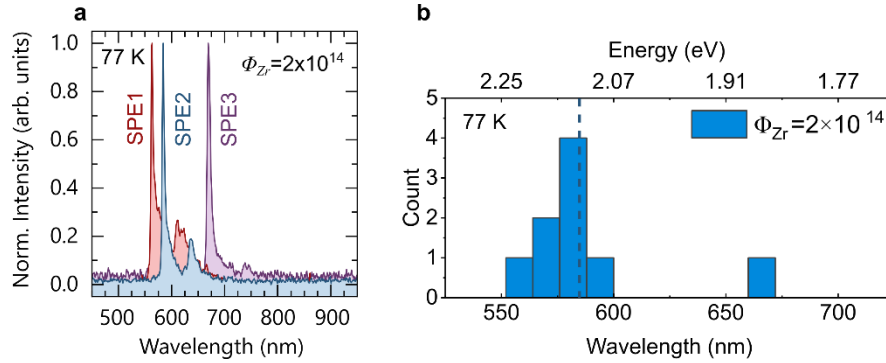 a
77 K
Φ_Zr=2x10^14
SPE1
SPE2
SPE3
Norm. Intensity (arb. units)
1.0
0.8
0.6
0.4
0.2
0.0
500 600 700 800 900
Wavelength (nm)
b
Energy (eV)
2.25 2.07 1.91 1.77
77 K
Φ_Zr=2×10^14
Count
5
4
3
2
1
0
550 600 650 700
Wavelength (nm)